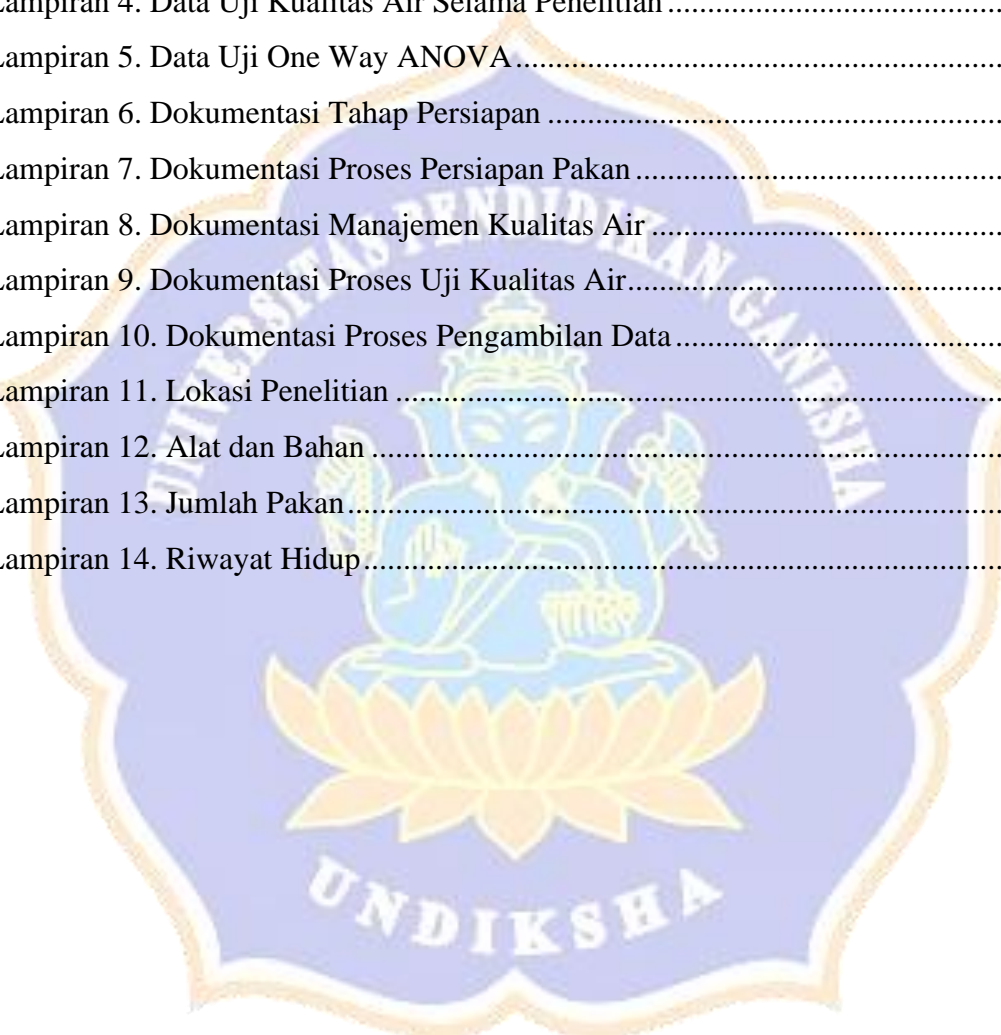 Lampiran 4. Data Uji Kualitas Air Selama Penelitian
Lampiran 5. Data Uji One Way ANOVA
Lampiran 6. Dokumentasi Tahap Persiapan
Lampiran 7. Dokumentasi Proses Persiapan Pakan
Lampiran 8. Dokumentasi Manajemen Kualitas Air
Lampiran 9. Dokumentasi Proses Uji Kualitas Air
Lampiran 10. Dokumentasi Proses Pengambilan Data
Lampiran 11. Lokasi Penelitian
Lampiran 12. Alat dan Bahan
Lampiran 13. Jumlah Pakan
Lampiran 14. Riwayat Hidup
UNIVERSITAS PENDIDIKAN GANESHA
UNDIKSHA